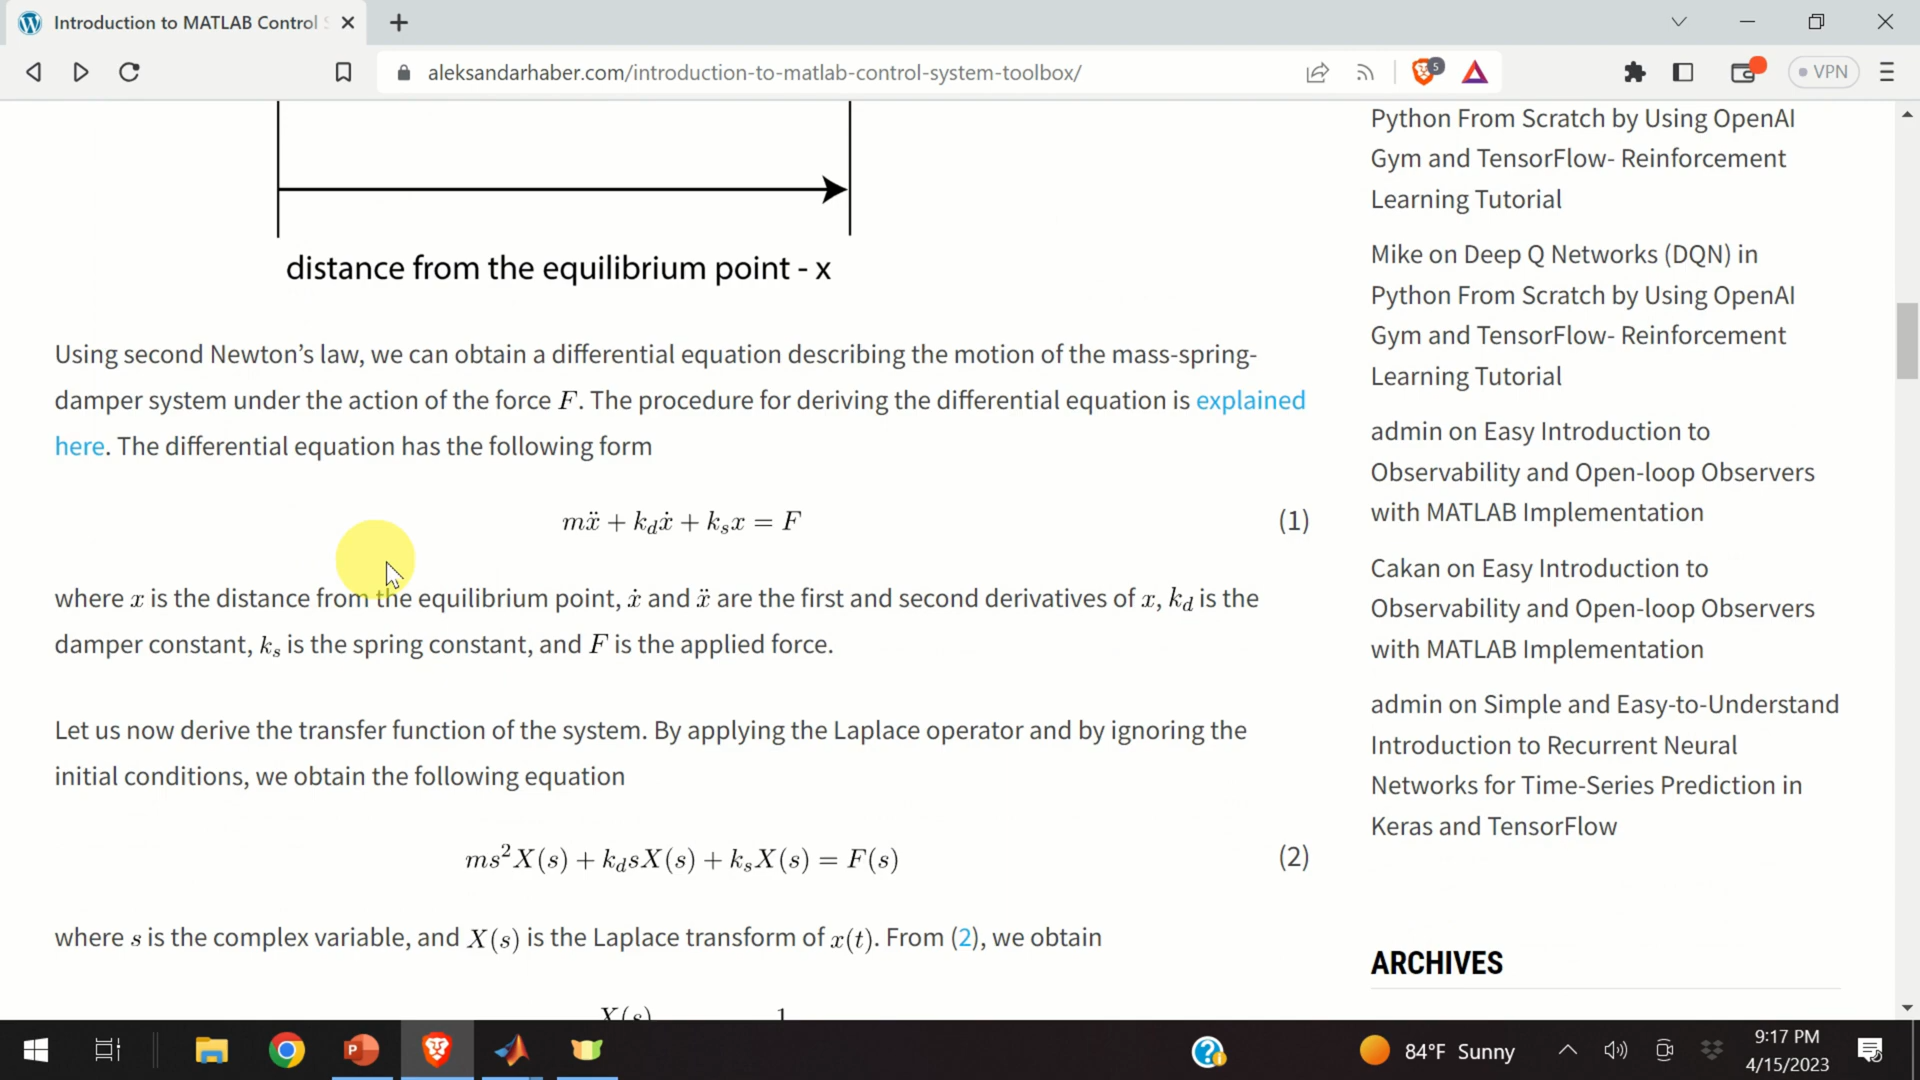 Introduction to MATLAB Control S
aleksandarhaber.com/introduction-to-matlab-control-system-toolbox/
5
VPN
distance from the equilibrium point - x
Using second Newton's law, we can obtain a differential equation describing the motion of the mass-spring-
damper system under the action of the force F. The procedure for deriving the differential equation is explained
here. The differential equation has the following form
mẍ + k_dẋ + k_sx = F (1)
where x is the distance from the equilibrium point, ẋ and ẍ are the first and second derivatives of x, k_d is the
damper constant, k_s is the spring constant, and F is the applied force.
Let us now derive the transfer function of the system. By applying the Laplace operator and by ignoring the
initial conditions, we obtain the following equation
ms²X(s) + k_dsX(s) + k_sX(s) = F(s) (2)
where s is the complex variable, and X(s) is the Laplace transform of x(t). From (2), we obtain
X(s) 1
Python From Scratch by Using OpenAI
Gym and TensorFlow- Reinforcement
Learning Tutorial
Mike on Deep Q Networks (DQN) in
Python From Scratch by Using OpenAI
Gym and TensorFlow- Reinforcement
Learning Tutorial
admin on Easy Introduction to
Observability and Open-loop Observers
with MATLAB Implementation
Cakan on Easy Introduction to
Observability and Open-loop Observers
with MATLAB Implementation
admin on Simple and Easy-to-Understand
Introduction to Recurrent Neural
Networks for Time-Series Prediction in
Keras and TensorFlow
ARCHIVES
84°F Sunny
9:17 PM
4/15/2023